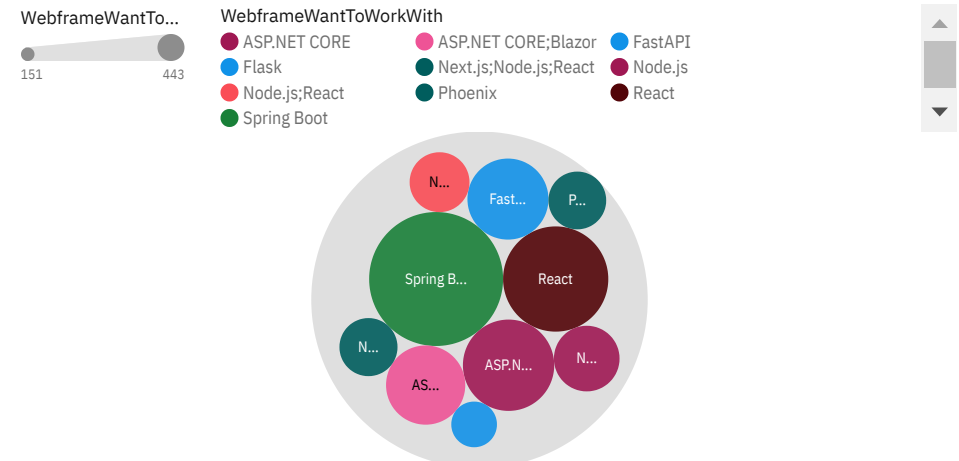 WebframeWantTo...
151
443
WebframeWantToWorkWith
ASP.NET CORE
ASP.NET CORE;Blazor
FastAPI
Flask
Next.js;Node.js;React
Node.js
Node.js;React
Phoenix
React
Spring Boot
N...
Fast...
P...
Spring B...
React
N...
ASP.N...
N...
AS...